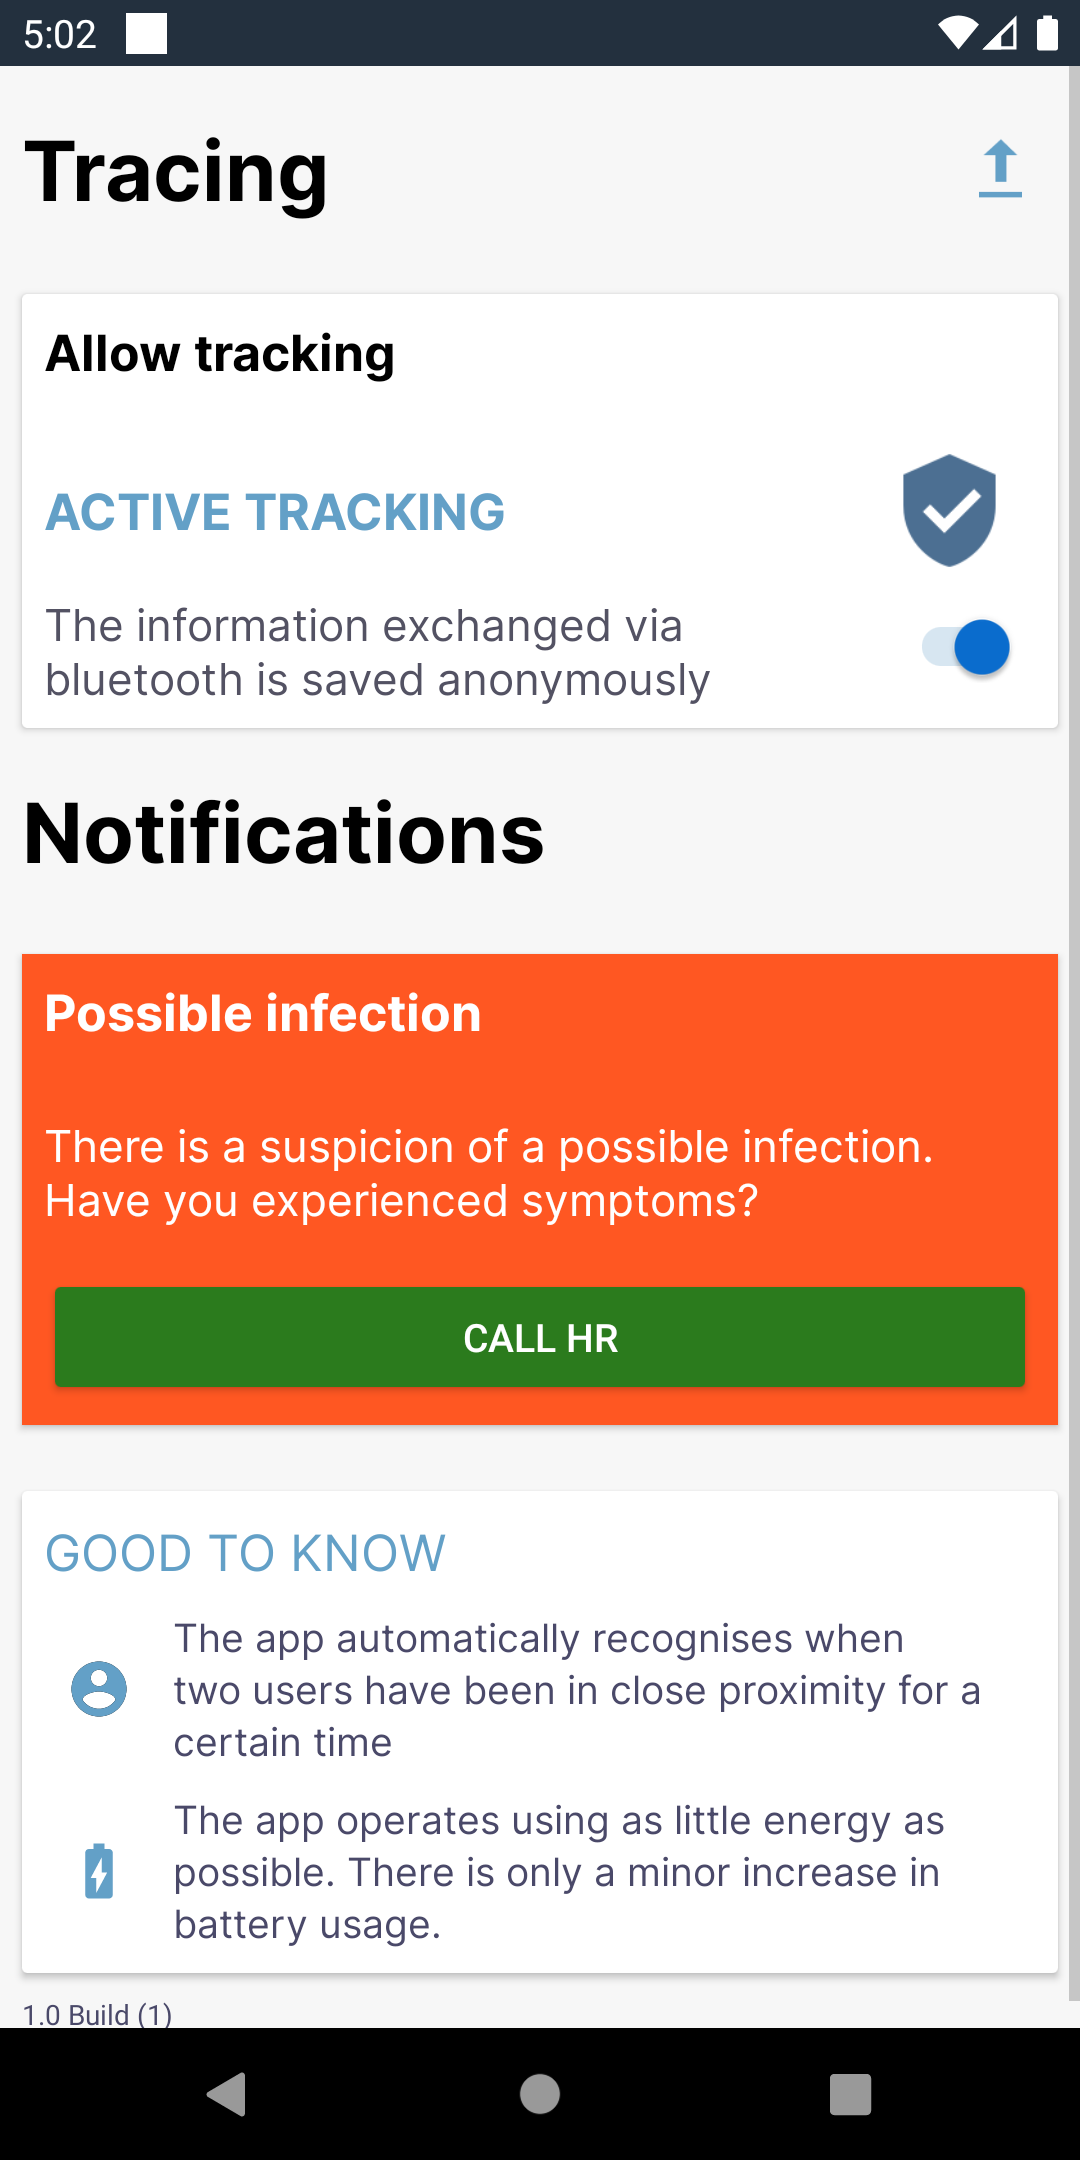 5:02
Tracing
Allow tracking
ACTIVE TRACKING
The information exchanged via
bluetooth is saved anonymously
Notifications
Possible infection
There is a suspicion of a possible infection.
Have you experienced symptoms?
CALL HR
GOOD TO KNOW
The app automatically recognises when
two users have been in close proximity for a
certain time
The app operates using as little energy as
possible. There is only a minor increase in
battery usage.
1.0 Build (1)